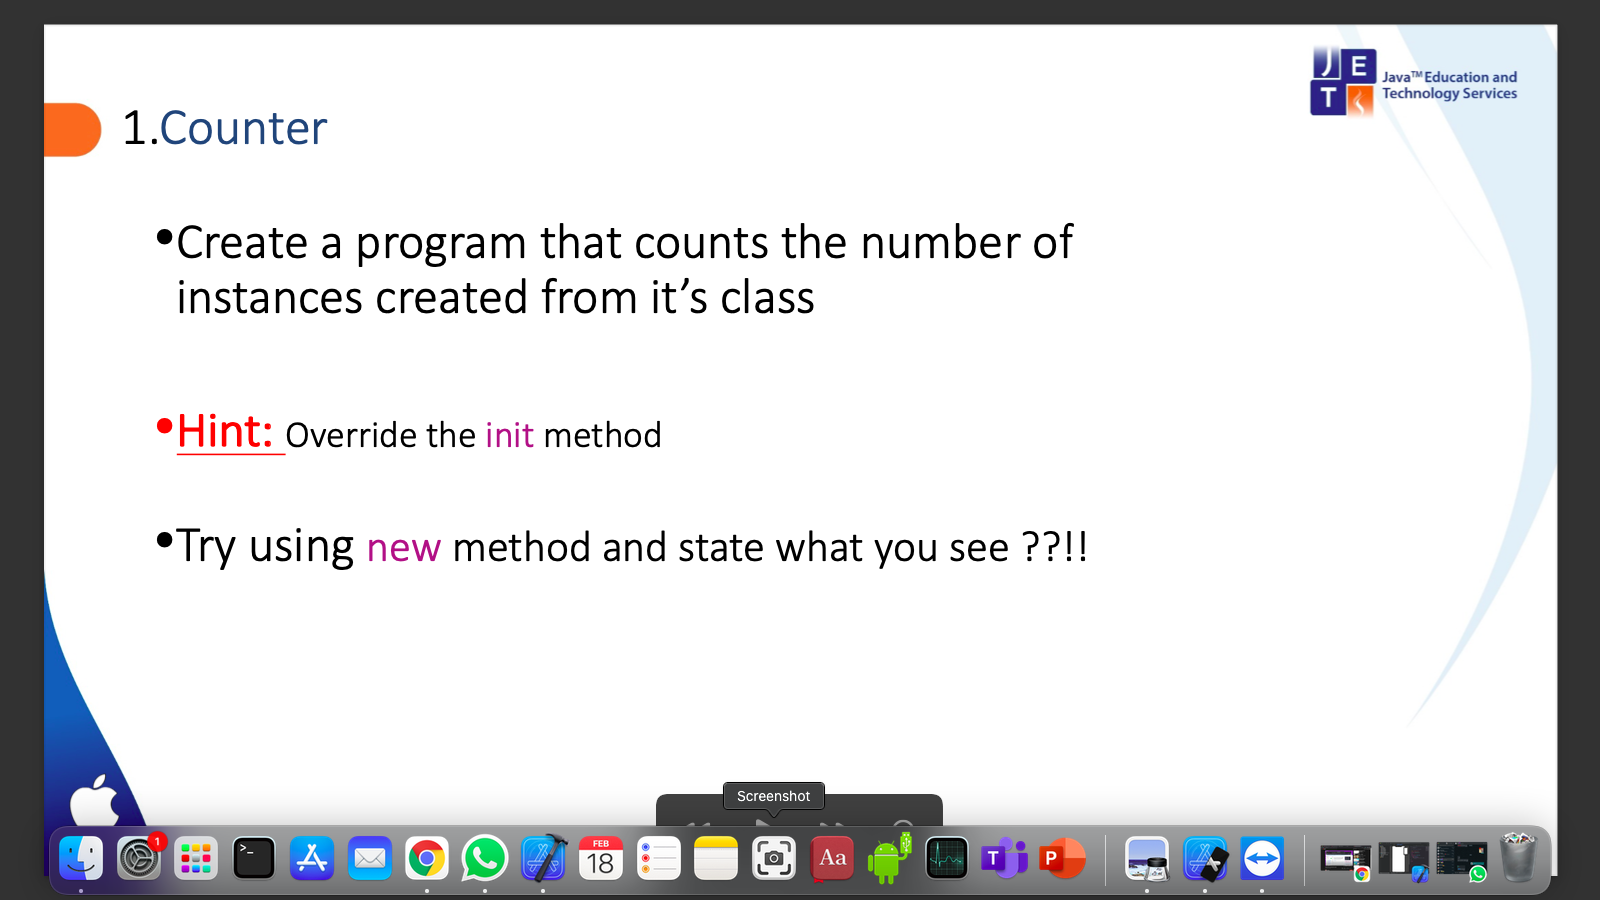 J E
T
Java™ Education and
Technology Services
1.Counter
•Create a program that counts the number of
instances created from it’s class
•Hint: Override the init method
•Try using new method and state what you see ??!!
Screenshot
1
>_
FEB
18
Aa
T
P